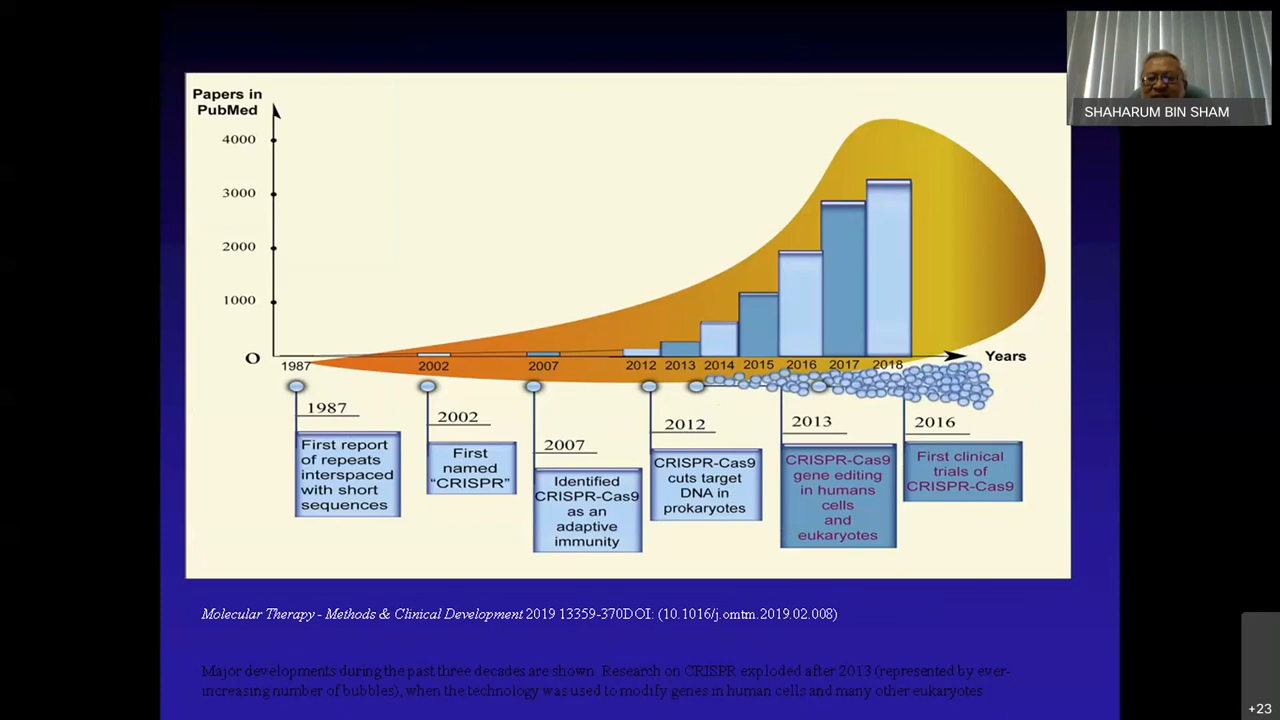 Papers in
PubMed
4000
3000
2000
1000
O
Years
1987 2002 2007 2012 2013 2014 2015 2016 2017 2018
1987
First report
of repeats
interspaced
with short
sequences
2002
First
named
“CRISPR”
2007
Identified
CRISPR-Cas9
as an
adaptive
immunity
2012
CRISPR-Cas9
cuts target
DNA in
prokaryotes
2013
CRISPR-Cas9
gene editing
in humans
cells
and
eukaryotes
2016
First clinical
trials of
CRISPR-Cas9
Molecular Therapy - Methods & Clinical Development 2019 13359-370DOI: (10.1016/j.omtm.2019.02.008)
Major developments during the past three decades are shown. Research on CRISPR exploded after 2013 (represented by ever-
increasing number of bubbles), when the technology was used to modify genes in human cells and many other eukaryotes
SHAHARUM BIN SHAM
+23